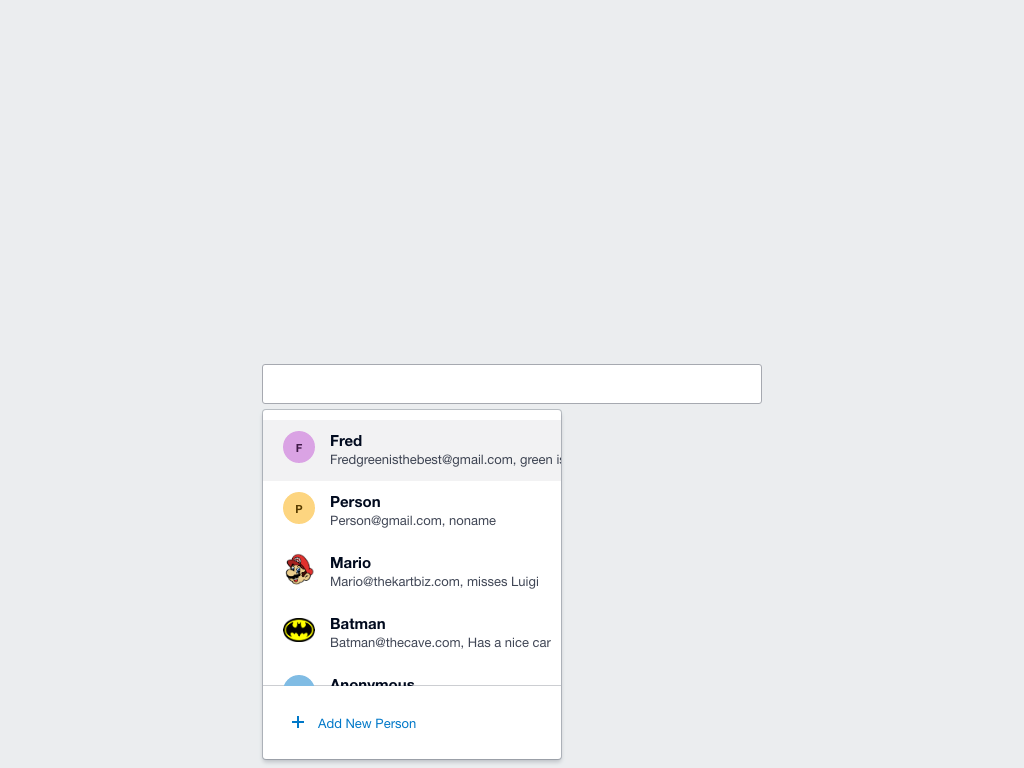 F
Fred
Fredgreenisthebest@gmail.com, green
P
Person
Person@gmail.com, noname
Mario
Mario@thekartbiz.com, misses Luigi
Batman
Batman@thecave.com, Has a nice car
Anonymous
Add New Person